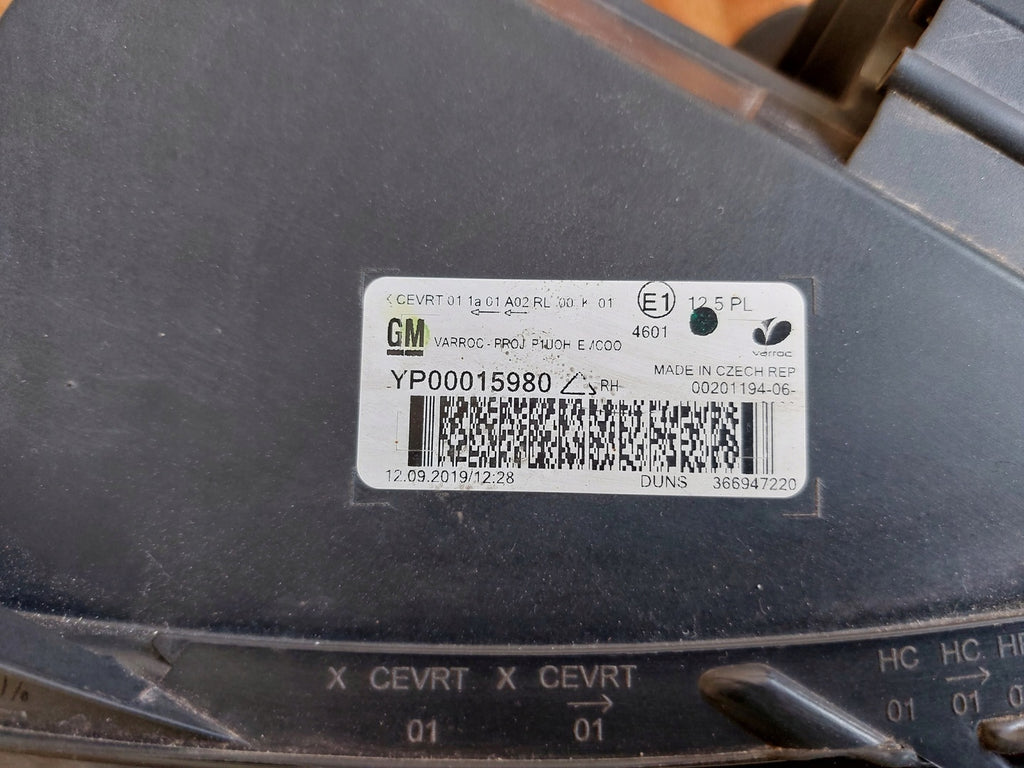 X CEVRT 01 1a 01 A02 RL 00 K 01
E1 12.5 PL
4601
GM
VARROC - PROJ P1UOH
varroc
MADE IN CZECH REP
YP00015980 RH
00201194-06-
12.09.2019/12:28 DUNS 366947220
X CEVRT X CEVRT
01 01
HC HC
01 01